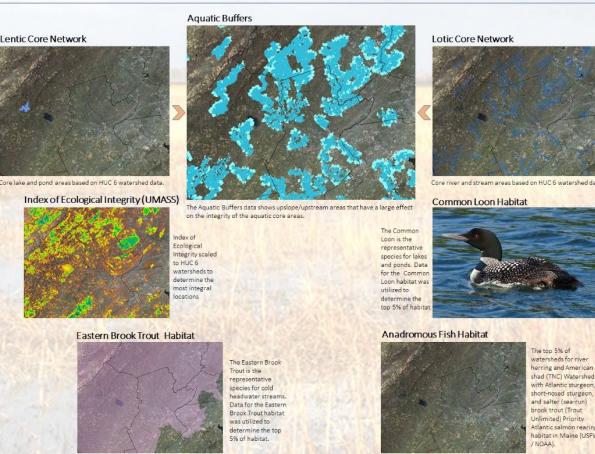 Aquatic Buffers
Lentic Core Network
Lotic Core Network
Core lake and pond areas based on HUC 6 watershed data.
The Aquatic Buffers data shows upslope/upstream areas that have a large effect
on the integrity of the aquatic core areas.
Core river and stream areas based on HUC 6 watershed da
Index of Ecological Integrity (UMASS)
Index of
Ecological
Integrity scaled
to HUC 6
watersheds to
determine the
most integral
locations
Common Loon Habitat
The Common
Loon is the
representative
species for lakes
and ponds. Data
for the Common
Loon habitat was
utilized to
determine the
top 5% of habitat
Eastern Brook Trout Habitat
The Eastern Brook
Trout is the
representative
species for cold
headwater streams.
Data for the Eastern
Brook Trout habitat
was utilized to
determine the top
5% of habitat.
Anadromous Fish Habitat
The top 5% of
watersheds for river
herring and American
shad (TNC) Watershed
with Atlantic sturgeon,
short-nosed sturgeon,
and salter (sea-run)
brook trout (Trout
Unlimited) Priority
Atlantic salmon rearing
habitat in Maine (USFW
/ NOAA).